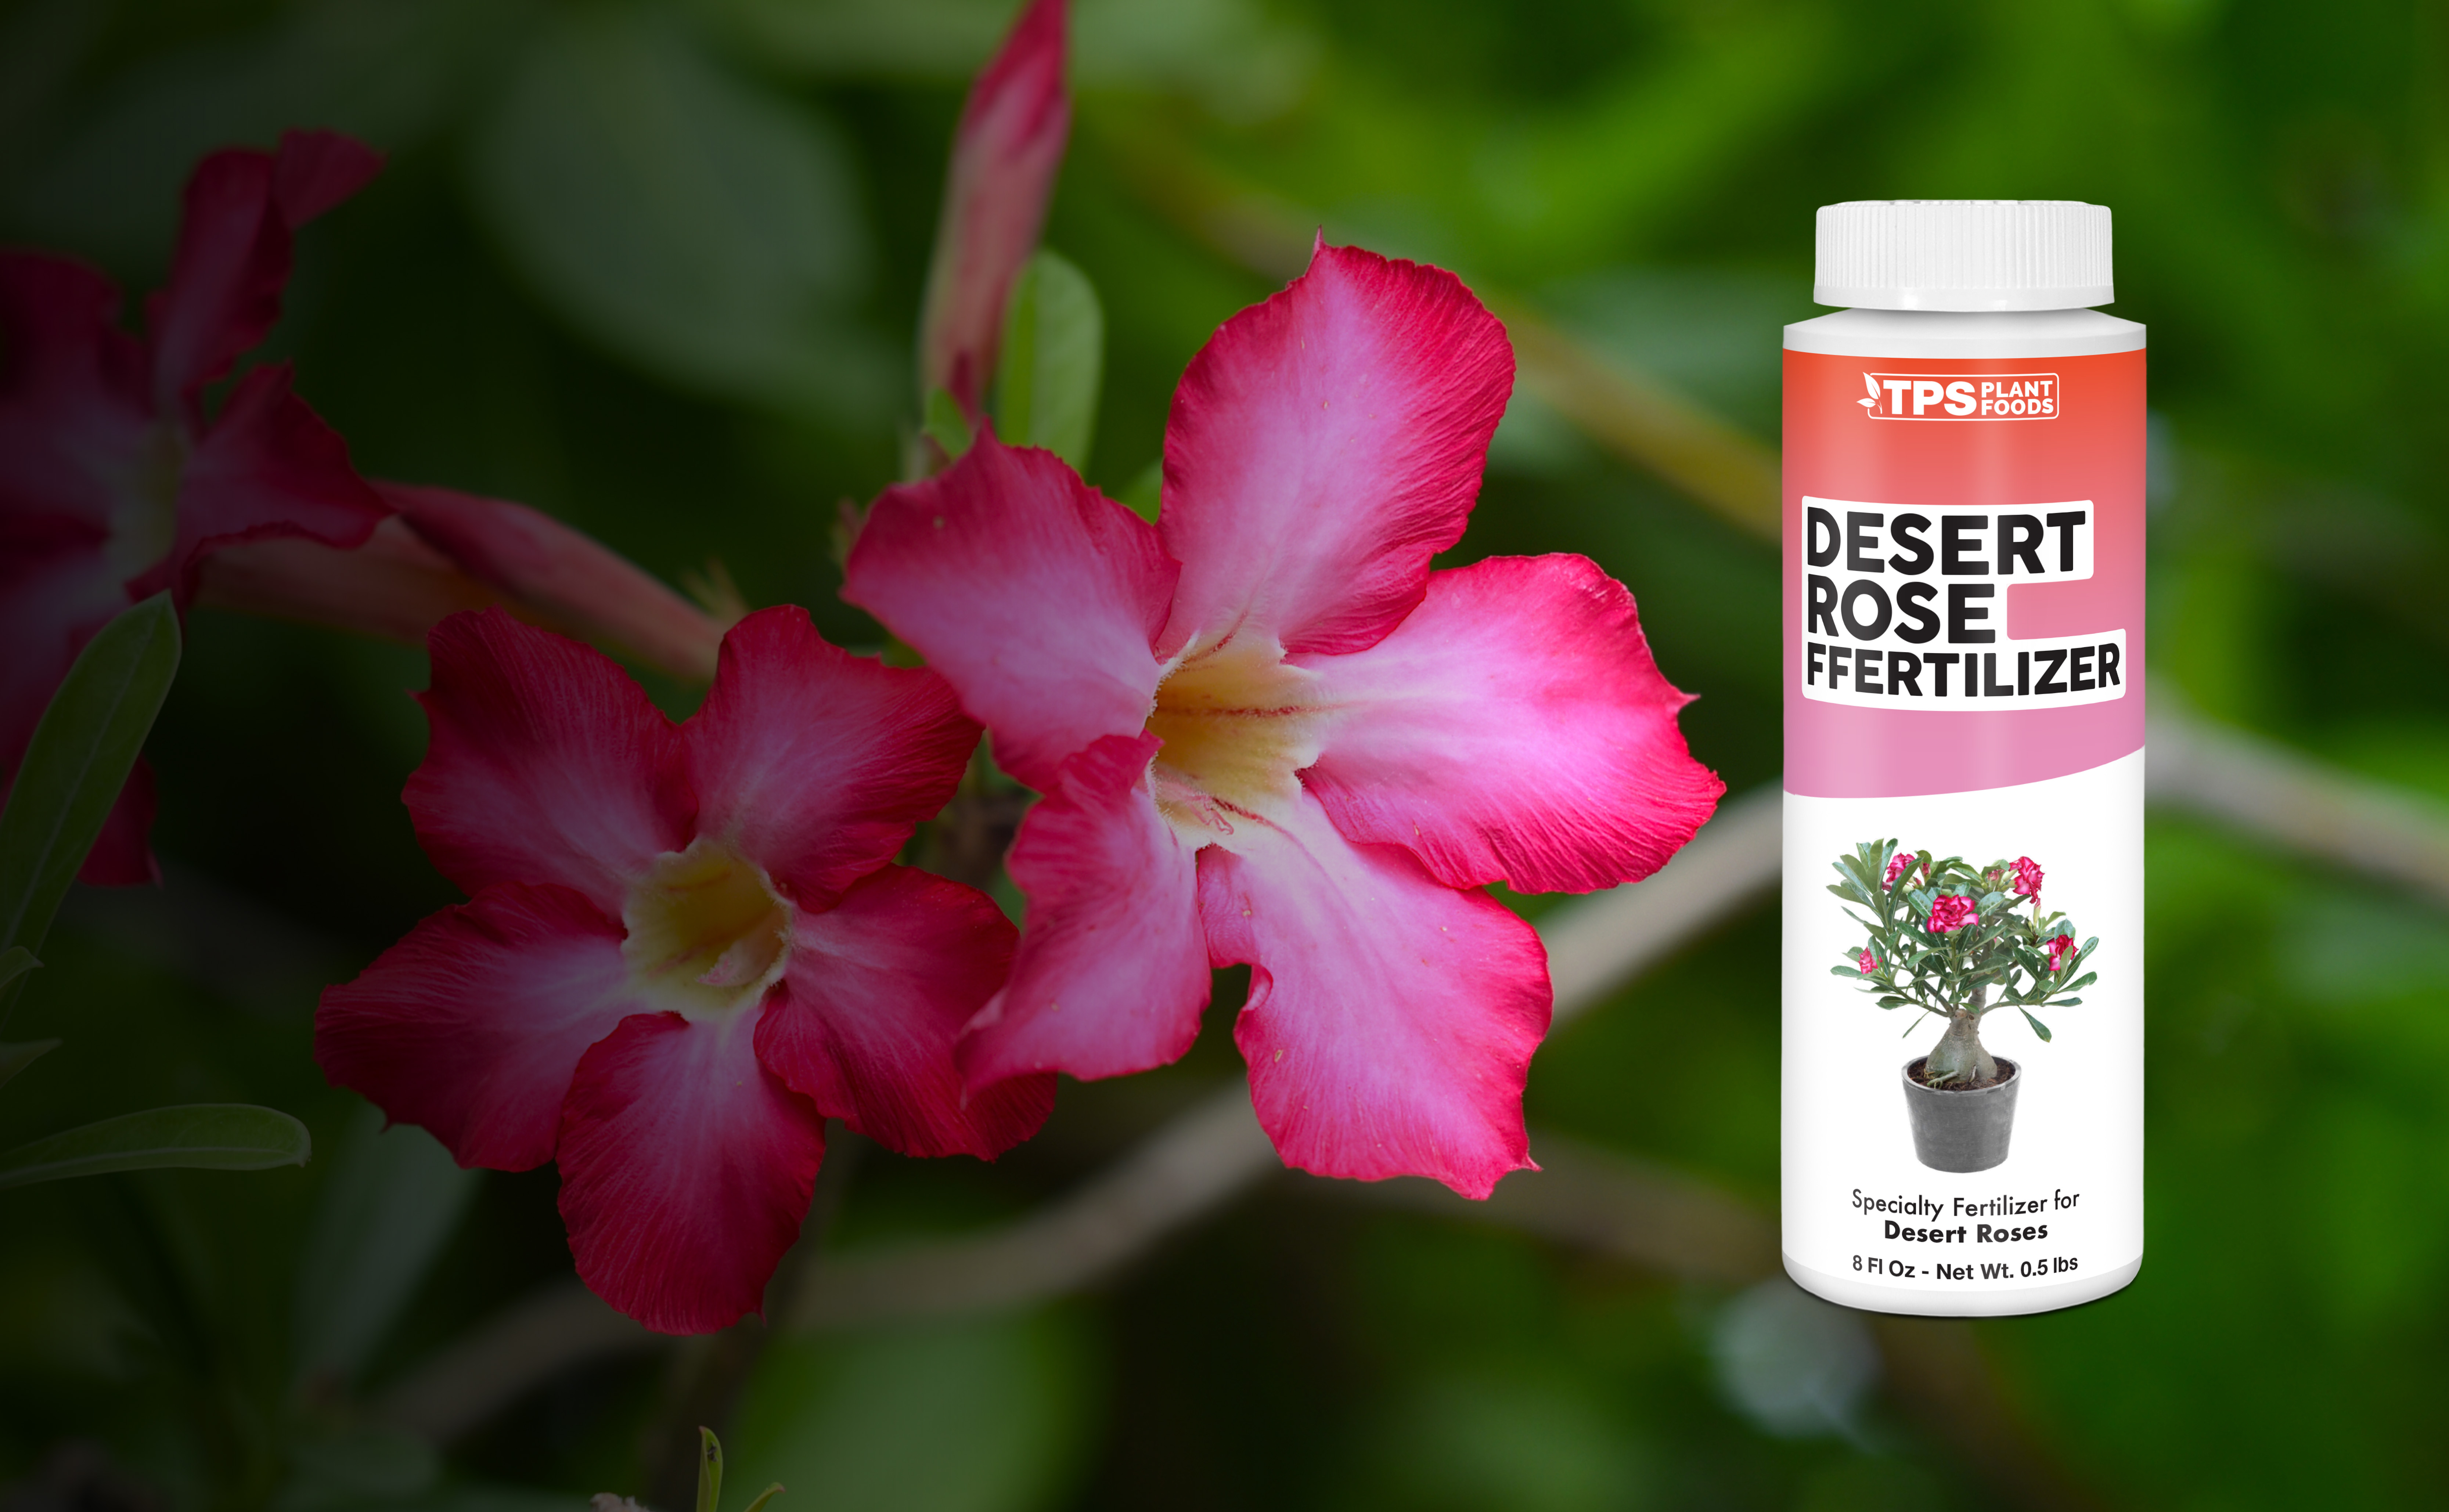 TPS PLANT
FOODS
DESERT
ROSE
FFERTILIZER
Specialty Fertilizer for
Desert Roses
8 Fl Oz - Net Wt. 0.5 lbs